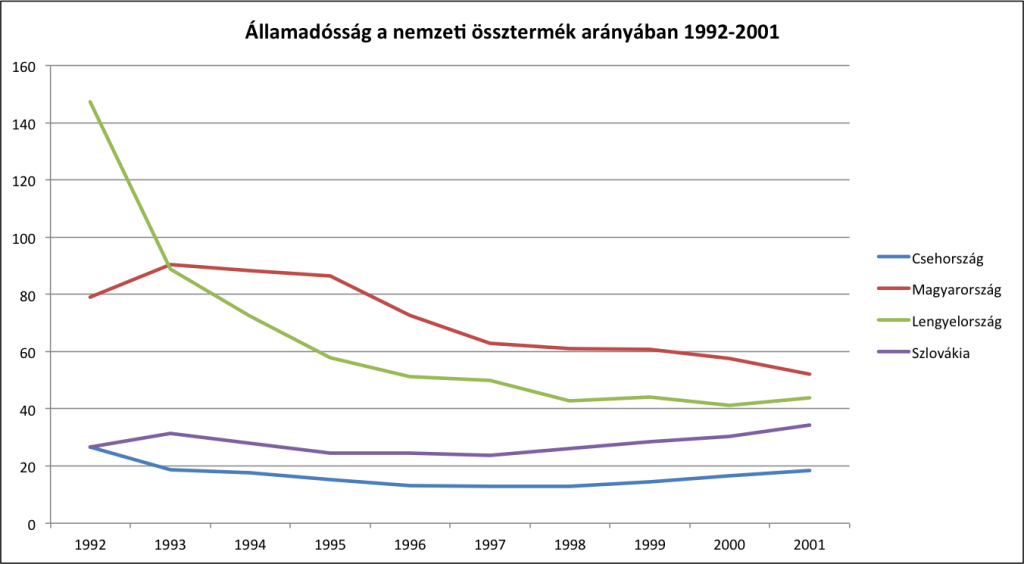 Államadósság a nemzeti össztermék arányában 1992-2001
160
140
120
100
80
60
40
20
0
1992 1993 1994 1995 1996 1997 1998 1999 2000 2001
Csehország
Magyarország
Lengyelország
Szlovákia